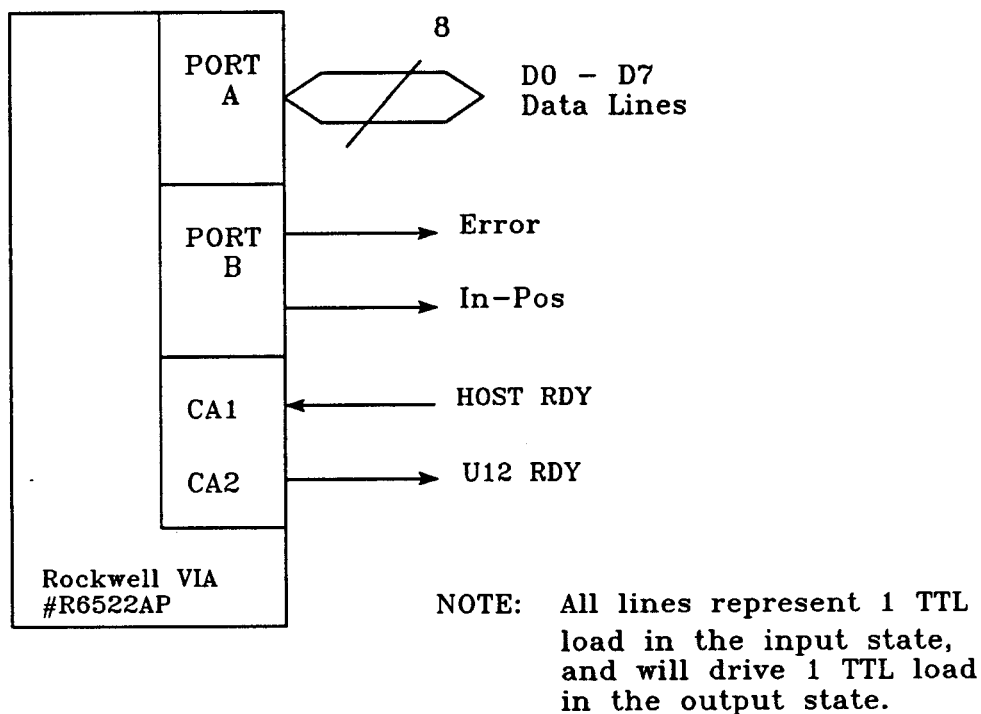 8
PORT
A
D0 - D7
Data Lines
PORT
B
Error
In-Pos
CA1
HOST RDY
CA2
U12 RDY
Rockwell VIA
#R6522AP
NOTE: All lines represent 1 TTL
load in the input state,
and will drive 1 TTL load
in the output state.